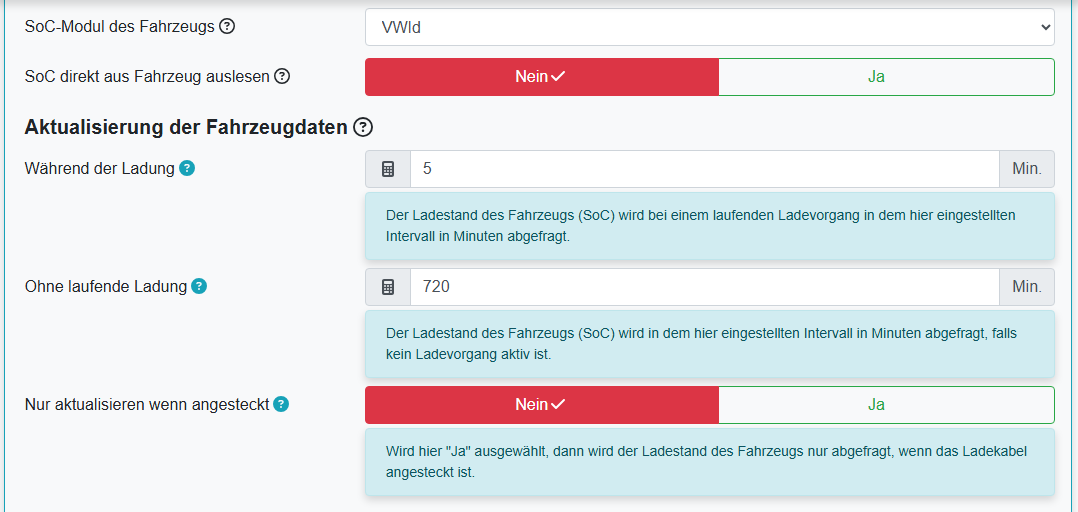 SoC-Modul des Fahrzeugs ?
VWId
SoC direkt aus Fahrzeug auslesen ?
Nein ✓ Ja
Aktualisierung der Fahrzeugdaten ?
Während der Ladung ?
5 Min.
Der Ladestand des Fahrzeugs (SoC) wird bei einem laufenden Ladevorgang in dem hier eingestellten
Intervall in Minuten abgefragt.
Ohne laufende Ladung ?
720 Min.
Der Ladestand des Fahrzeugs (SoC) wird in dem hier eingestellten Intervall in Minuten abgefragt, falls
kein Ladevorgang aktiv ist.
Nur aktualisieren wenn angesteckt ?
Nein ✓ Ja
Wird hier "Ja" ausgewählt, dann wird der Ladestand des Fahrzeugs nur abgefragt, wenn das Ladekabel
angesteckt ist.